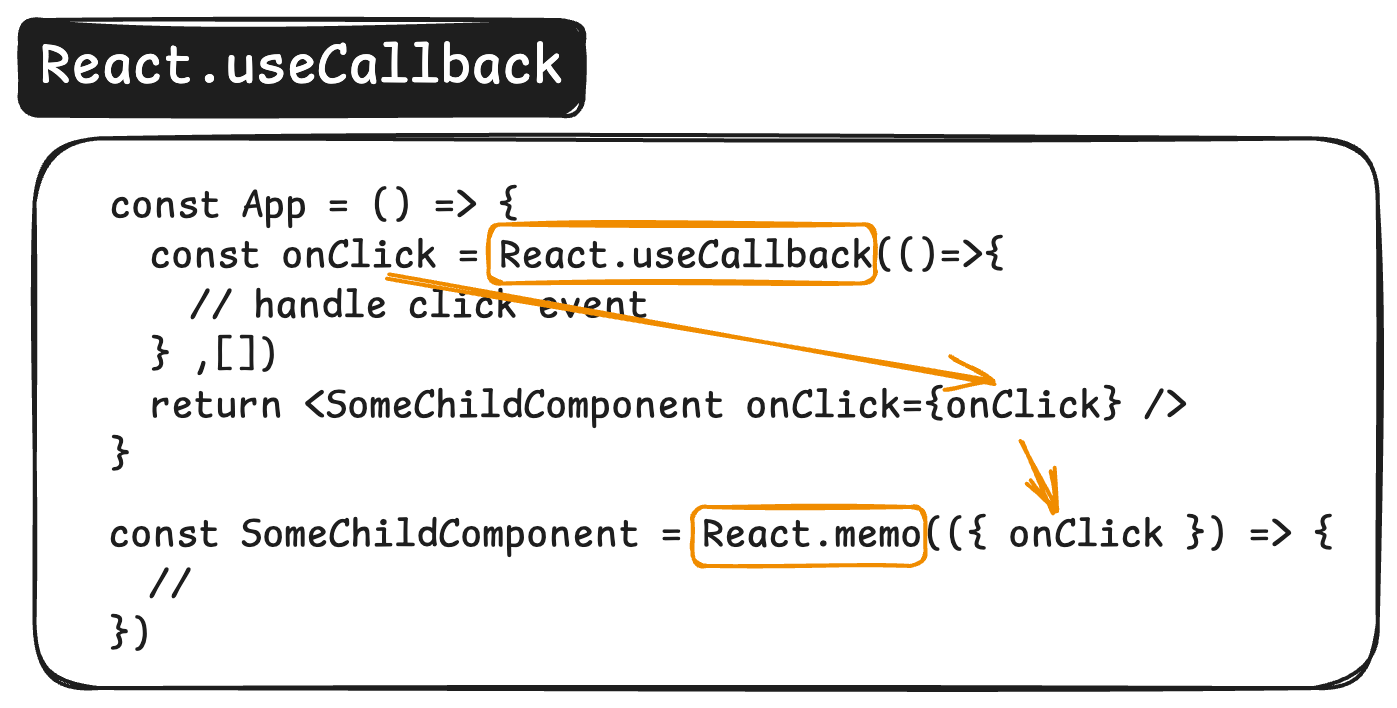 React.useCallback
const App = () => {
const onClick = React.useCallback(()=>{
// handle click event
} ,[])
return <SomeChildComponent onClick={onClick} />
}
const SomeChildComponent = React.memo(({ onClick }) => {
//
})